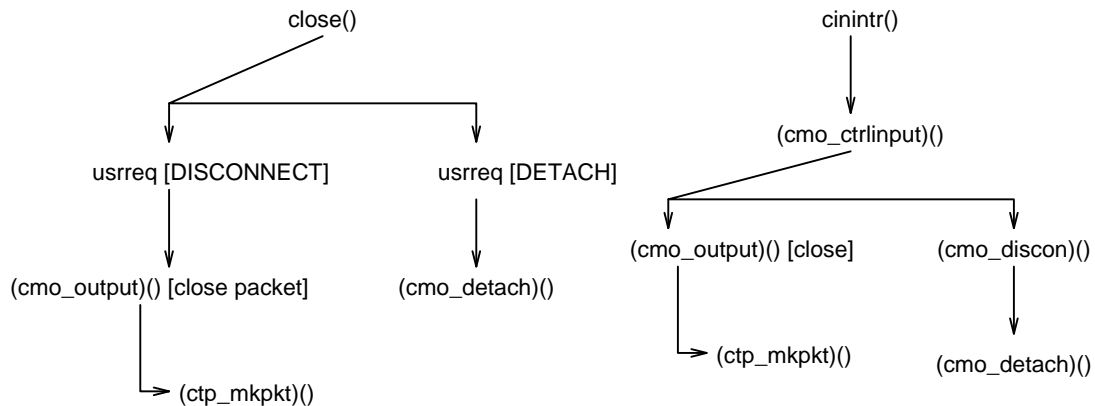 close()
cinintr()
(cmo_ctrlinput)()
usrreq [DISCONNECT]
usrreq [DETACH]
(cmo_output)() [close]
(cmo_discon)()
(cmo_output)() [close packet]
(cmo_detach)()
(ctp_mkpkt)()
(cmo_detach)()
(ctp_mkpkt)()